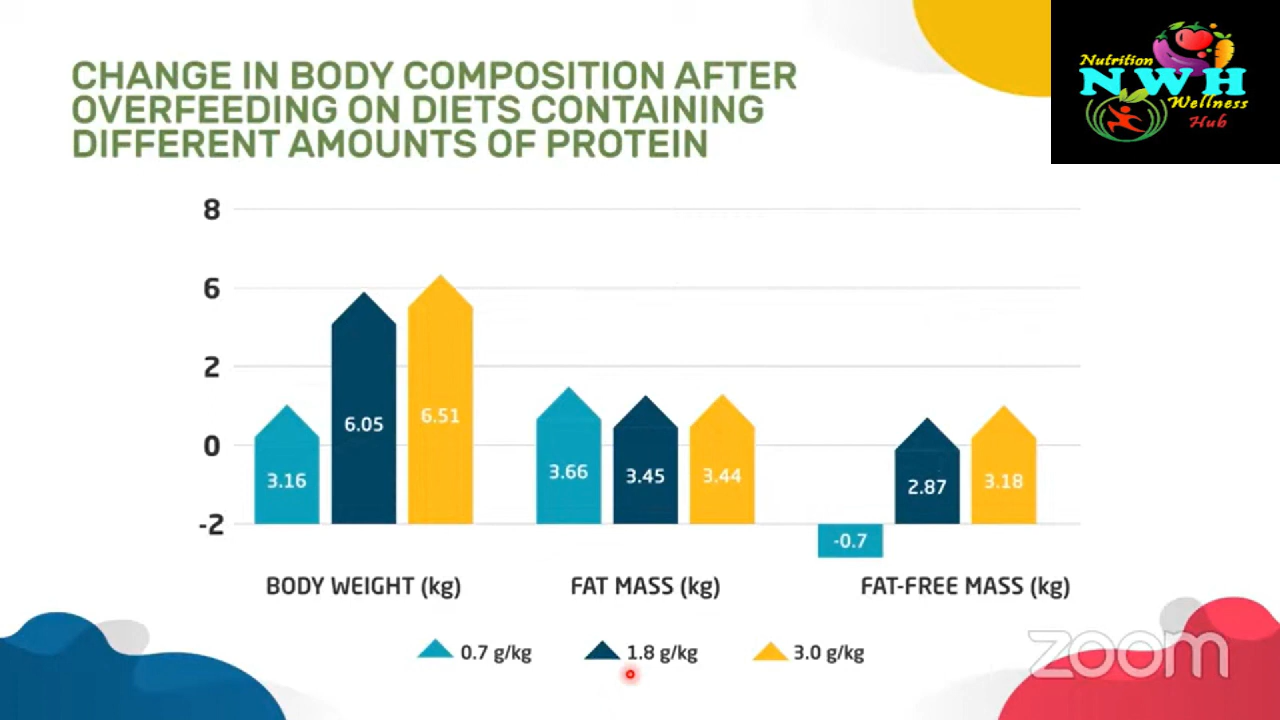 CHANGE IN BODY COMPOSITION AFTER
OVERFEEDING ON DIETS CONTAINING
DIFFERENT AMOUNTS OF PROTEIN
Nutrition
NWH
Wellness
Hub
8
6
2
0
-2
3.16
6.05
6.51
3.66
3.45
3.44
-0.7
2.87
3.18
BODY WEIGHT (kg)
FAT MASS (kg)
FAT-FREE MASS (kg)
0.7 g/kg
1.8 g/kg
3.0 g/kg
zoom